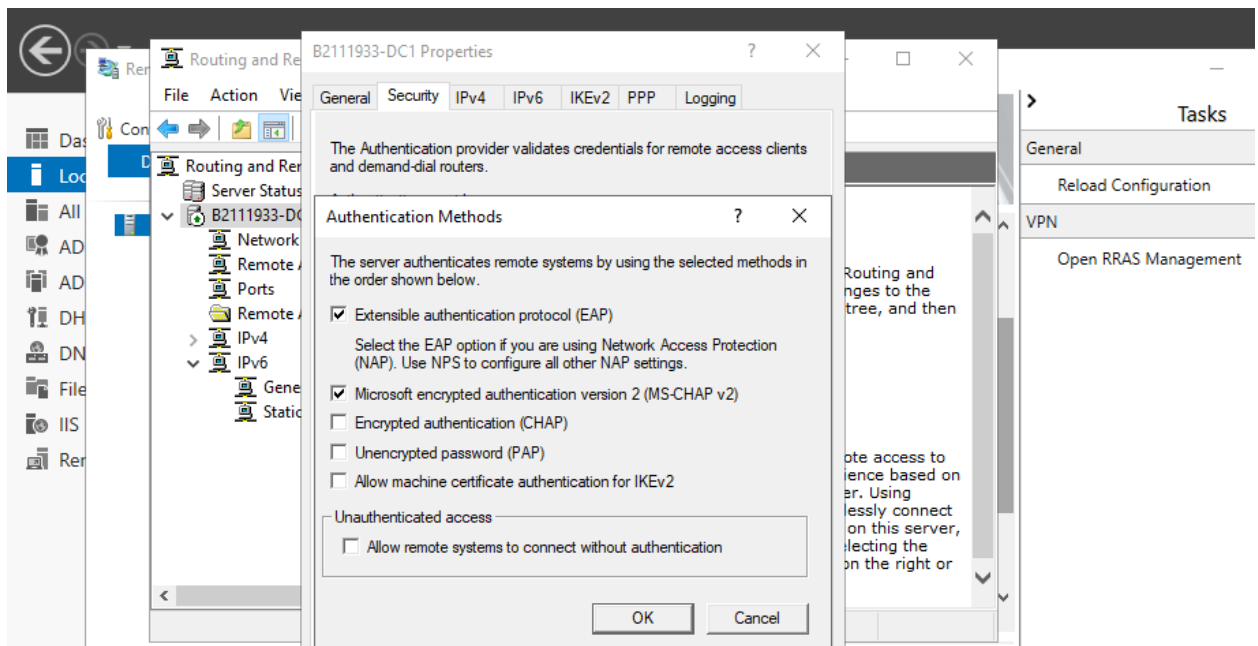 B2111933-DC1 Properties
?
Routing and Re
File Action Vie
General Security IPv4 IPv6 IKEv2 PPP Logging
Con
The Authentication provider validates credentials for remote access clients
and demand-dial routers.
Routing and Rer
Server Status
B2111933-DC
Network
Remote
Ports
Remote
IPv4
IPv6
Gene
Static
Authentication Methods
?
The server authenticates remote systems by using the selected methods in
the order shown below.
Extensible authentication protocol (EAP)
Select the EAP option if you are using Network Access Protection
(NAP). Use NPS to configure all other NAP settings.
Microsoft encrypted authentication version 2 (MS-CHAP v2)
Encrypted authentication (CHAP)
Unencrypted password (PAP)
Allow machine certificate authentication for IKEv2
Unauthenticated access
Allow remote systems to connect without authentication
OK Cancel
Das
Loc
All
AD
AD
DH
DN
File
IIS
Rer
Routing and
nges to the
tree, and then
ote access to
ience based on
er. Using
lessly connect
on this server,
electing the
on the right or
Tasks
General
Reload Configuration
VPN
Open RRAS Management